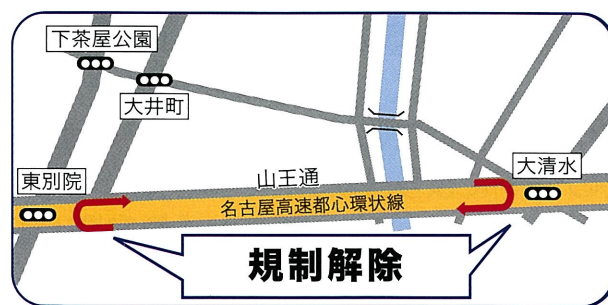 下茶屋公園
大井町
大清水
東別院
山王通
名古屋高速都心環状線
規制解除